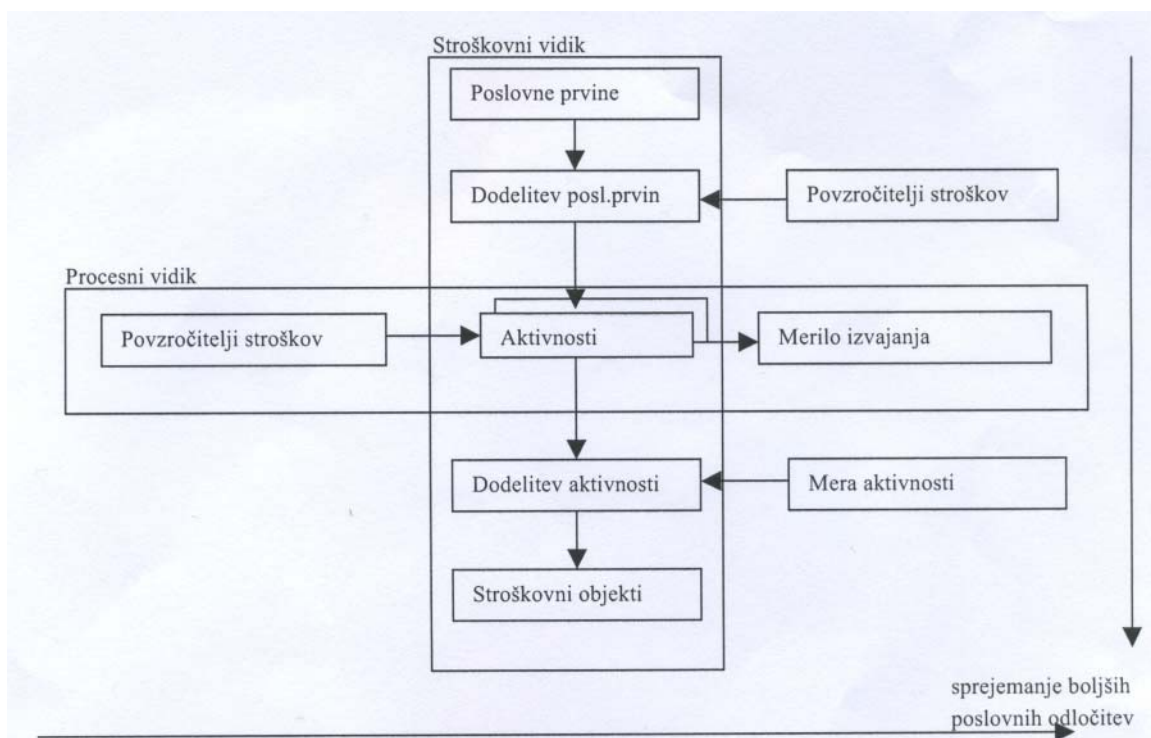 Stroškovni vidik
Poslovne prvine
Dodelitev posl.prvin
Povzročitelji stroškov
Procesni vidik
Povzročitelji stroškov
Aktivnosti
Merilo izvajanja
Dodelitev aktivnosti
Mera aktivnosti
Stroškovni objekti
sprejemanje boljših
poslovnih odločitev